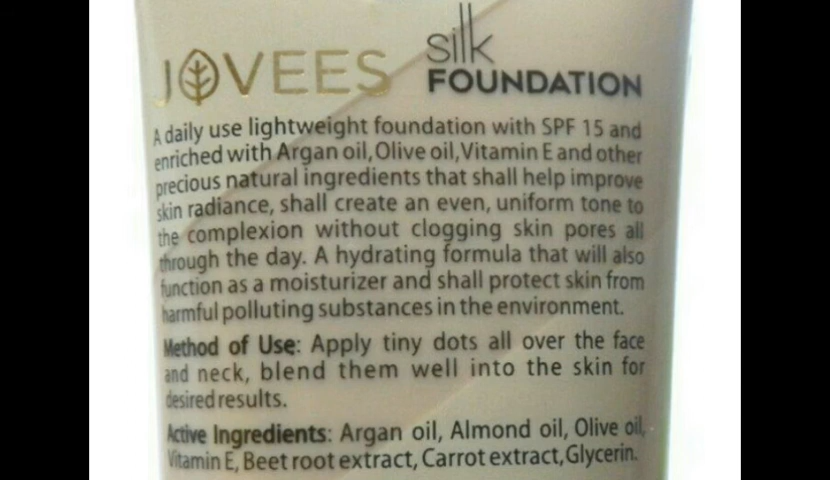 JOVEES
silk
FOUNDATION
A daily use lightweight foundation with SPF 15 and
enriched with Argan oil, Olive oil, Vitamin E and other
precious natural ingredients that shall help improve
skin radiance, shall create an even, uniform tone to
the complexion without clogging skin pores all
through the day. A hydrating formula that will also
function as a moisturizer and shall protect skin from
harmful polluting substances in the environment.
Method of Use: Apply tiny dots all over the face
and neck, blend them well into the skin for
desired results.
Active Ingredients: Argan oil, Almond oil, Olive oil,
Vitamin E, Beet root extract, Carrot extract, Glycerin.